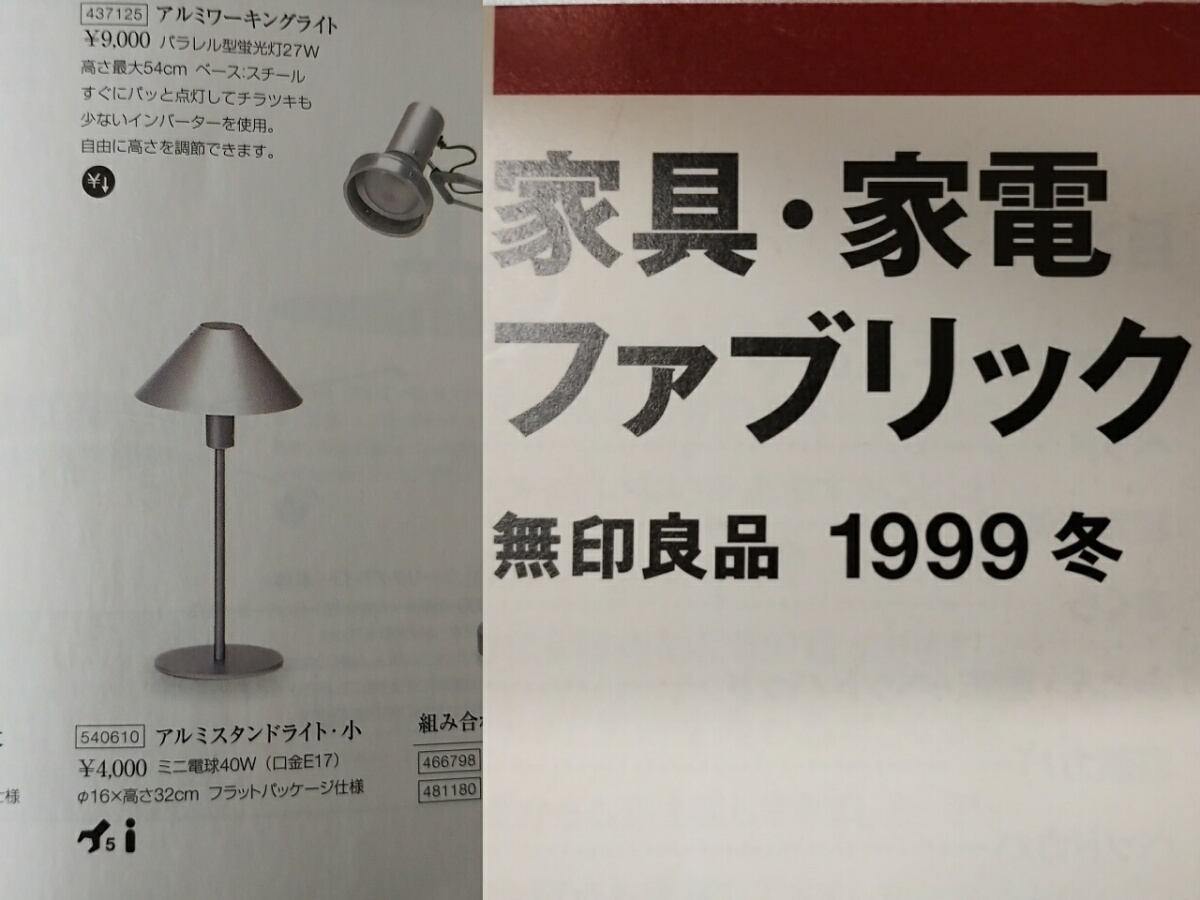 437125 アルミワーキングライト
¥9,000 パラレル型蛍光灯27W
高さ最大54cm ベース:スチール
すぐにパッと点灯してチラツキも
少ないインバーターを使用。
自由に高さを調節できます。
¥↓
540610 アルミスタンドライト・小
¥4,000 ミニ電球40W（口金E17）
φ16×高さ32cm フラットパッケージ仕様
イ5 i
仕様
組み合
466798
481180
家具・家電
ファブリック
無印良品 1999 冬